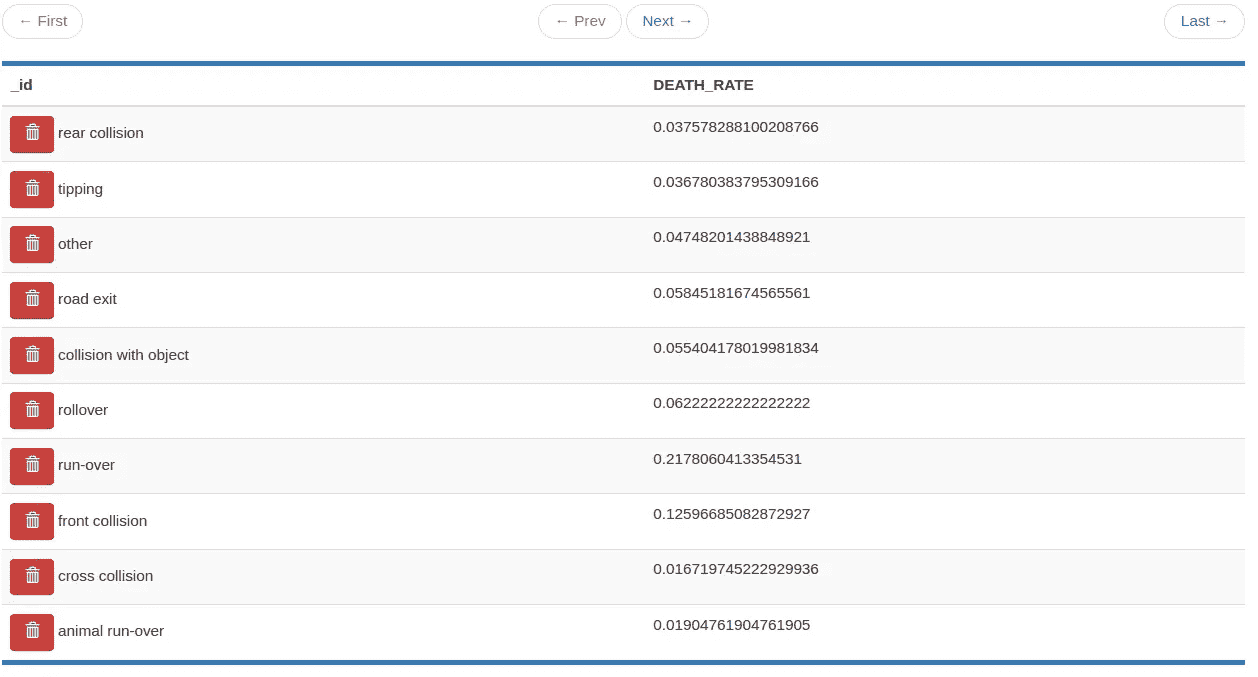 ← First ← Prev Next → Last →
_id DEATH_RATE
rear collision 0.037578288100208766
tipping 0.036780383795309166
other 0.04748201438848921
road exit 0.05845181674565561
collision with object 0.055404178019981834
rollover 0.06222222222222222
run-over 0.2178060413354531
front collision 0.12596685082872927
cross collision 0.016719745222929936
animal run-over 0.01904761904761905